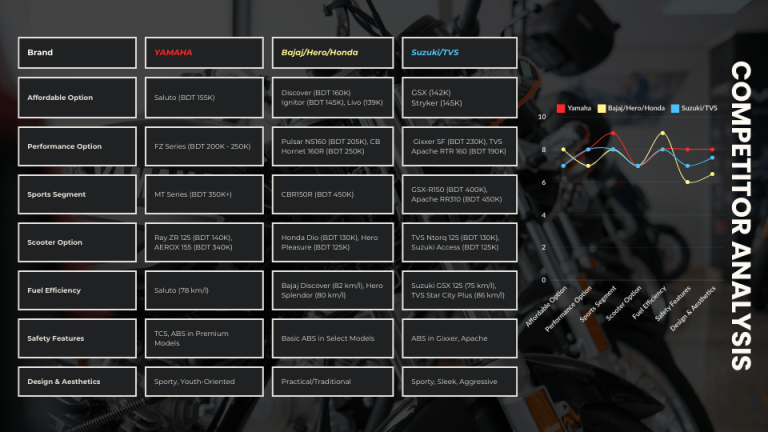 Brand
YAMAHA
Bajaj/Hero/Honda
Suzuki/TVS
Affordable Option
Saluto (BDT 155K)
Discover (BDT 160K)
Ignitor (BDT 145K), Livo (139K)
GSX (142K)
Stryker (145K)
Performance Option
FZ Series (BDT 200K - 250K)
Pulsar NS160 (BDT 205K), CB
Hornet 160R (BDT 250K)
Gixxer SF (BDT 230K), TVS
Apache RTR 160 (BDT 190K)
Sports Segment
MT Series (BDT 350K+)
CBR150R (BDT 450K)
GSX-R150 (BDT 400K),
Apache RR310 (BDT 450K)
Scooter Option
Ray ZR 125 (BDT 140K),
AEROX 155 (BDT 340K)
Honda Dio (BDT 130K), Hero
Pleasure (BDT 125K)
TVS Ntorq 125 (BDT 130K),
Suzuki Access (BDT 125K)
Fuel Efficiency
Saluto (78 km/l)
Bajaj Discover (82 km/l), Hero
Splendor (80 km/l)
Suzuki GSX 125 (75 km/l),
TVS Star City Plus (86 km/l)
Safety Features
TCS, ABS in Premium
Models
Basic ABS in Select Models
ABS in Gixxer, Apache
Design & Aesthetics
Sporty, Youth-Oriented
Practical/Traditional
Sporty, Sleek, Aggressive
Yamaha
Bajaj/Hero/Honda
Suzuki/TVS
10
8
6
4
2
0
Affordable Option
Performance Option
Sports Segment
Scooter Option
Fuel Efficiency
Safety Features
Design & Aesthetics
COMPETITOR ANALYSIS